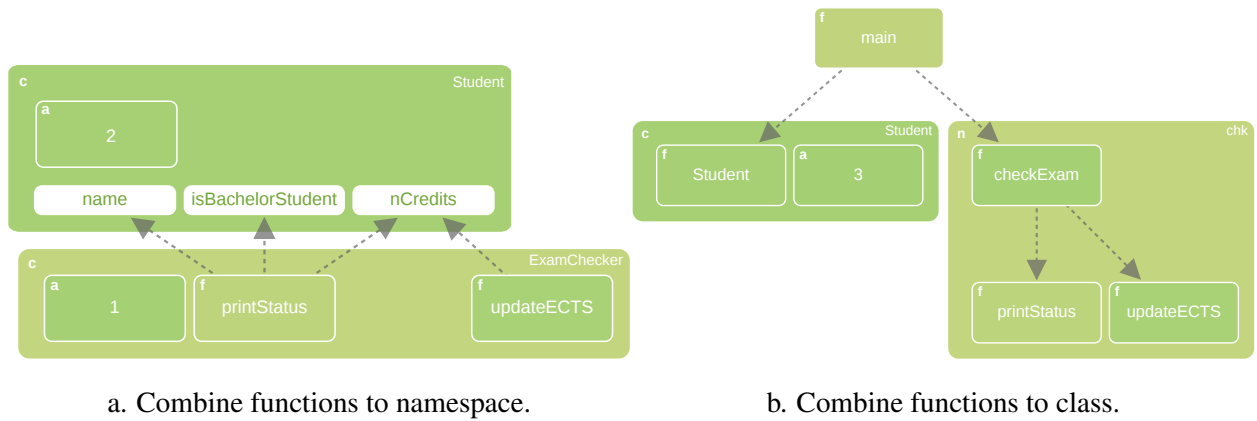 c
Student
a
2
name
isBachelorStudent
nCredits
c
ExamChecker
a
1
f
printStatus
f
updateECTS
a. Combine functions to namespace.
f
main
c
Student
f
Student
a
3
n
chk
f
checkExam
f
printStatus
f
updateECTS
b. Combine functions to class.